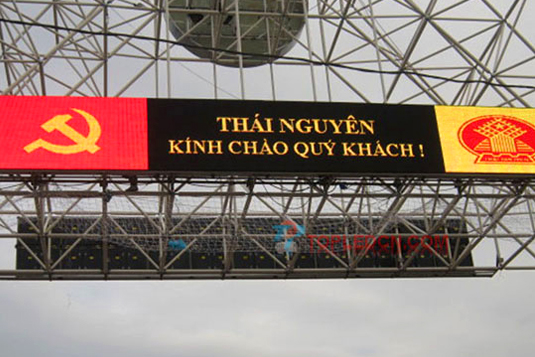 THÁI NGUYÊN
KÍNH CHÀO QUÝ KHÁCH !